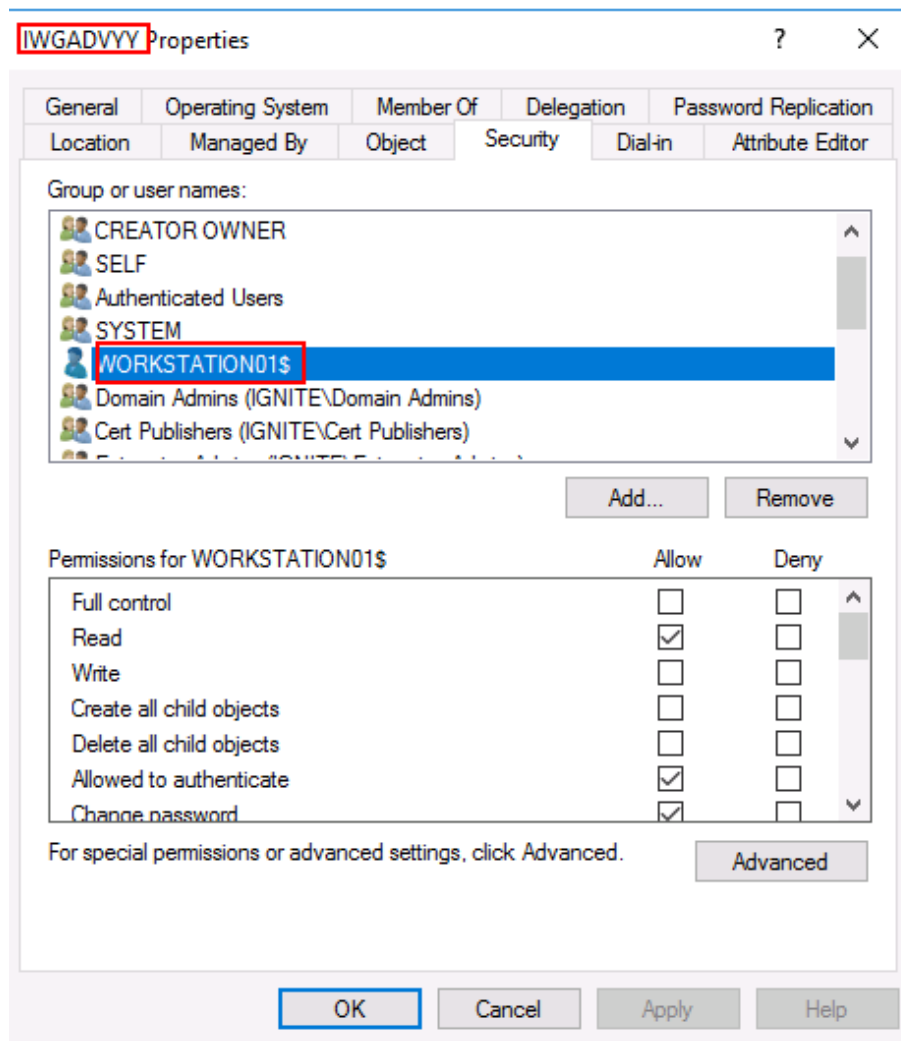 IWGADVYY Properties ? ×
General Operating System Member Of Delegation Password Replication
Location Managed By Object Security Dial-in Attribute Editor
Group or user names:
CREATOR OWNER
SELF
Authenticated Users
SYSTEM
WORKSTATION01$
Domain Admins (IGNITE\Domain Admins)
Cert Publishers (IGNITE\Cert Publishers)
Add... Remove
Permissions for WORKSTATION01$ Allow Deny
Full control
Read
Write
Create all child objects
Delete all child objects
Allowed to authenticate
Change password
For special permissions or advanced settings, click Advanced.
Advanced
OK Cancel Apply Help